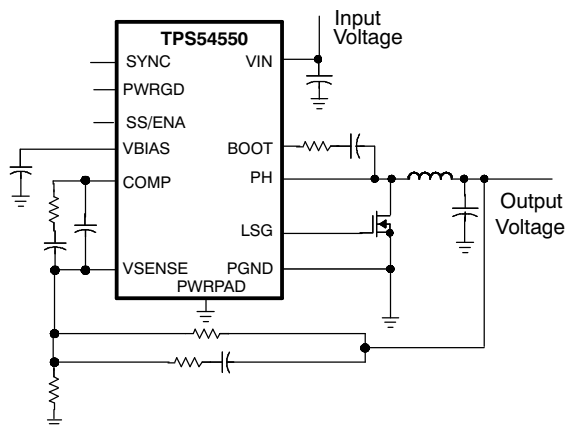 Input
Voltage
TPS54550
SYNC
VIN
PWRGD
SS/ENA
VBIAS
BOOT
COMP
PH
Output
Voltage
LSG
VSENSE
PGND
PWRPAD